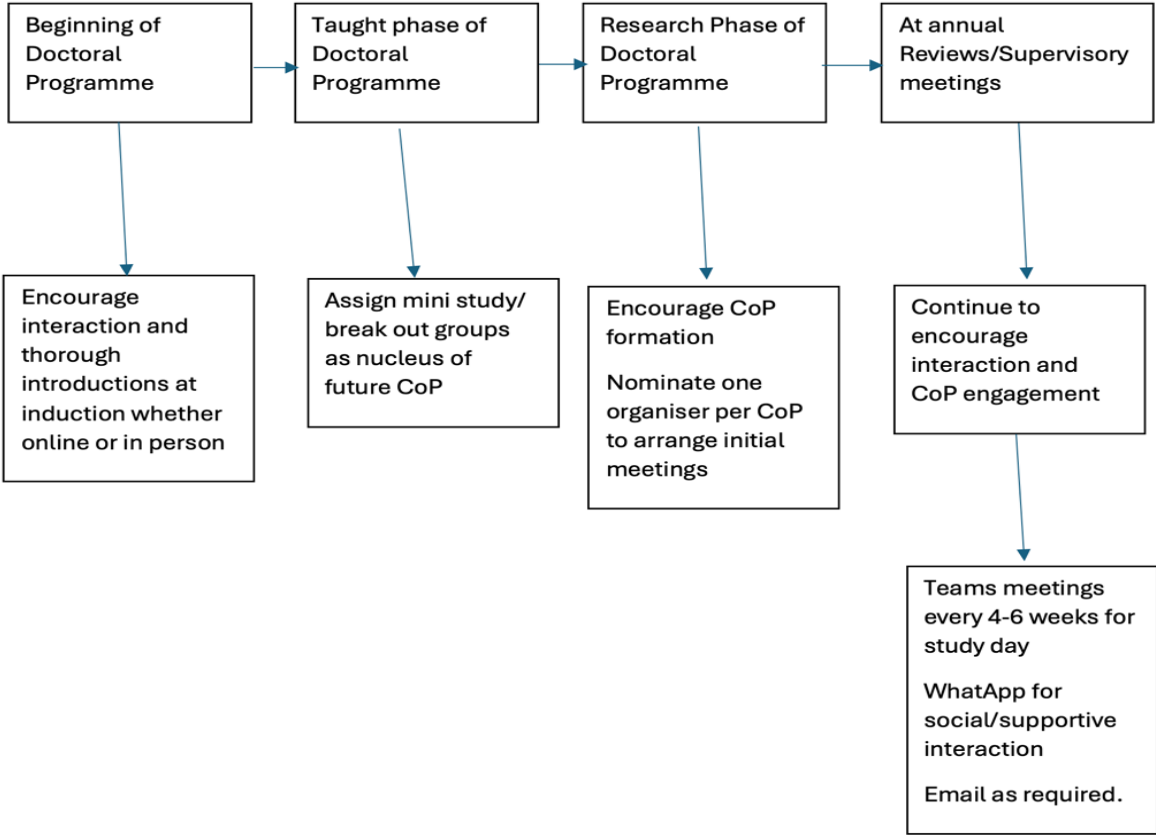 Beginning of
Doctoral
Programme
Taught phase of
Doctoral
Programme
Research Phase of
Doctoral
Programme
At annual
Reviews/Supervisory
meetings
Encourage
interaction and
thorough
introductions at
induction whether
online or in person
Assign mini study/
break out groups
as nucleus of
future CoP
Encourage CoP
formation
Nominate one
organiser per CoP
to arrange initial
meetings
Continue to
encourage
interaction and
CoP engagement
Teams meetings
every 4-6 weeks for
study day
WhatApp for
social/supportive
interaction
Email as required.